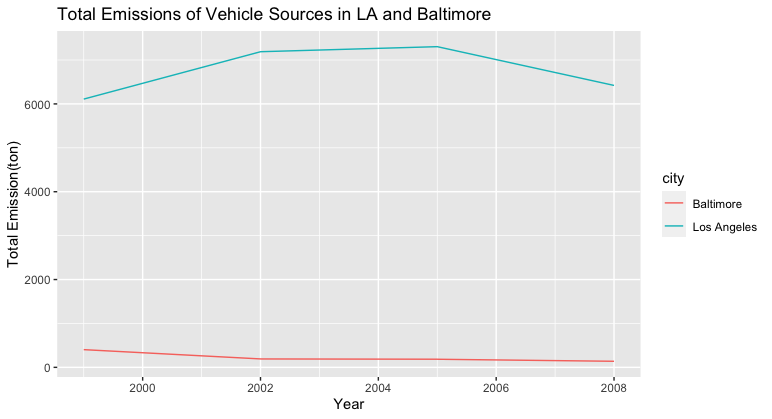 Total Emissions of Vehicle Sources in LA and Baltimore
Total Emission(ton)
6000
4000
2000
0
2000
2002
2004
2006
2008
Year
city
Baltimore
Los Angeles